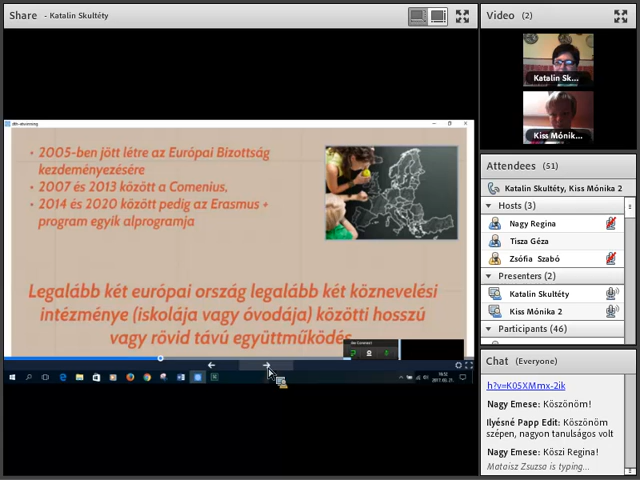 Share - Katalin Skultéty
2005-ben jött létre az Európai Bizottság
kezdeményezésére
2007 és 2013 között a Comenius,
2014 és 2020 között pedig az Erasmus +
program egyik alprogramja
Legalább két európai ország legalább két köznevelési
intézménye (iskolája vagy óvodája) közötti hosszú
vagy rövid távú együttműködés
Video (2)
Katalin Sk...
Kiss Mónik...
Attendees (51)
Katalin Skultéty, Kiss Mónika 2
Hosts (3)
Nagy Regina
Tisza Géza
Zsófia Szabó
Presenters (2)
Katalin Skultéty
Kiss Mónika 2
Participants (46)
Chat (Everyone)
h?v=K05XMmx-2ik
Nagy Emese: Köszönöm!
Ilyésné Papp Edit: Köszönöm
szépen, nagyon tanulságos volt
Nagy Emese: Köszi Regina!
Mataisz Zsuzsa is typing...